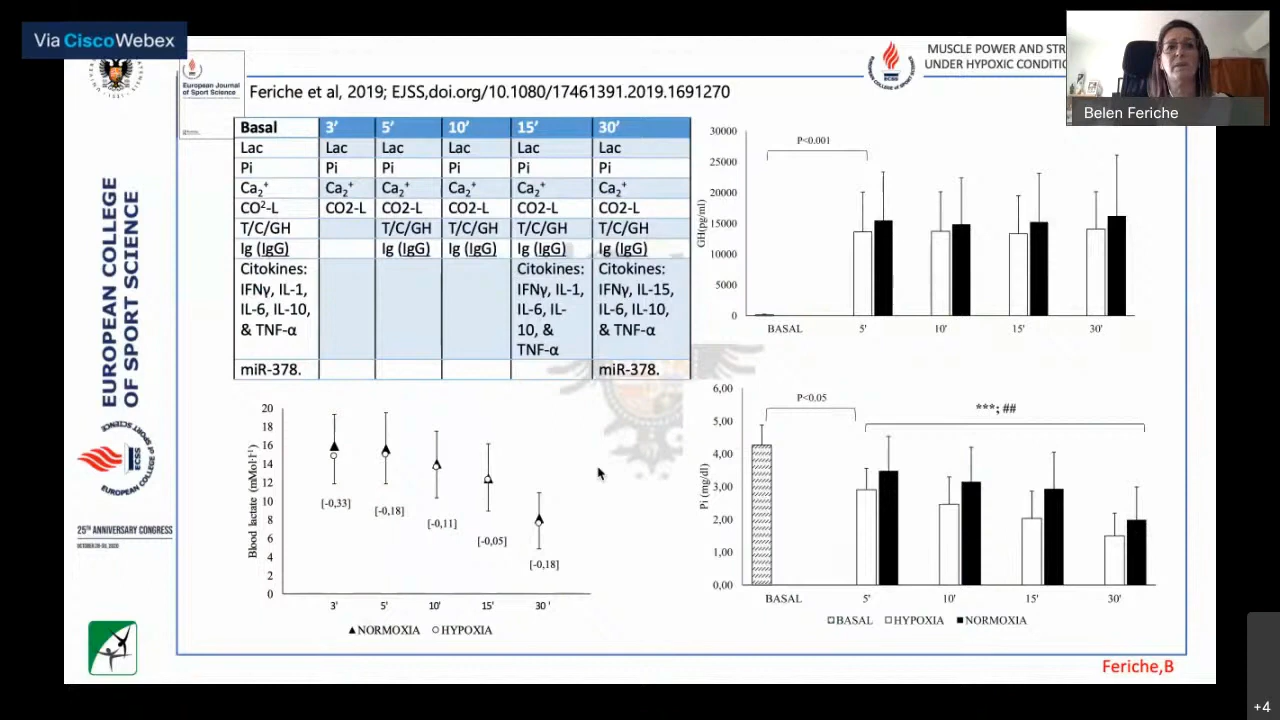 Via CiscoWebex
European Journal
of Sport Science
Feriche et al, 2019; EJSS,doi.org/10.1080/17461391.2019.1691270
MUSCLE POWER AND STR
UNDER HYPOXIC CONDITIO
Belen Feriche
EUROPEAN COLLEGE
OF SPORT SCIENCE
ECSS
EUROPEAN COLLEGE
25TH ANNIVERSARY CONGRESS
Basal 3' 5' 10' 15' 30'
Lac Lac Lac Lac Lac Lac
Pi Pi Pi Pi Pi
Ca2+ Ca2+ Ca2+ Ca2+ Ca2+ Ca2+
CO2-L CO2-L CO2-L CO2-L CO2-L CO2-L
T/C/GH T/C/GH T/C/GH T/C/GH T/C/GH
Ig (IgG) Ig (IgG) Ig (IgG) Ig (IgG) Ig (IgG)
Citokines:
IFNγ, IL-1,
IL-6, IL-10,
& TNF-α
Citokines:
IFNγ, IL-1,
IL-6, IL-
10, &
TNF-α
Citokines:
IFNγ, IL-15,
IL-6, IL-10,
& TNF-α
miR-378. miR-378.
GH(pg/ml)
30000
25000
20000
15000
10000
5000
0
P<0.001
BASAL 5' 10' 15' 30'
Blood lactate (mMol·l-1)
20
18
16
14
12
10
8
6
4
2
0
[-0,33]
[-0,18]
[-0,11]
[-0,05]
[-0,18]
3' 5' 10' 15' 30 '
▲NORMOXIA ○HYPOXIA
Pi (mg/dl)
6,00
5,00
4,00
3,00
2,00
1,00
0,00
P<0.05
***; ##
BASAL 5' 10' 15' 30'
BASAL HYPOXIA NORMOXIA
Feriche,B
+4